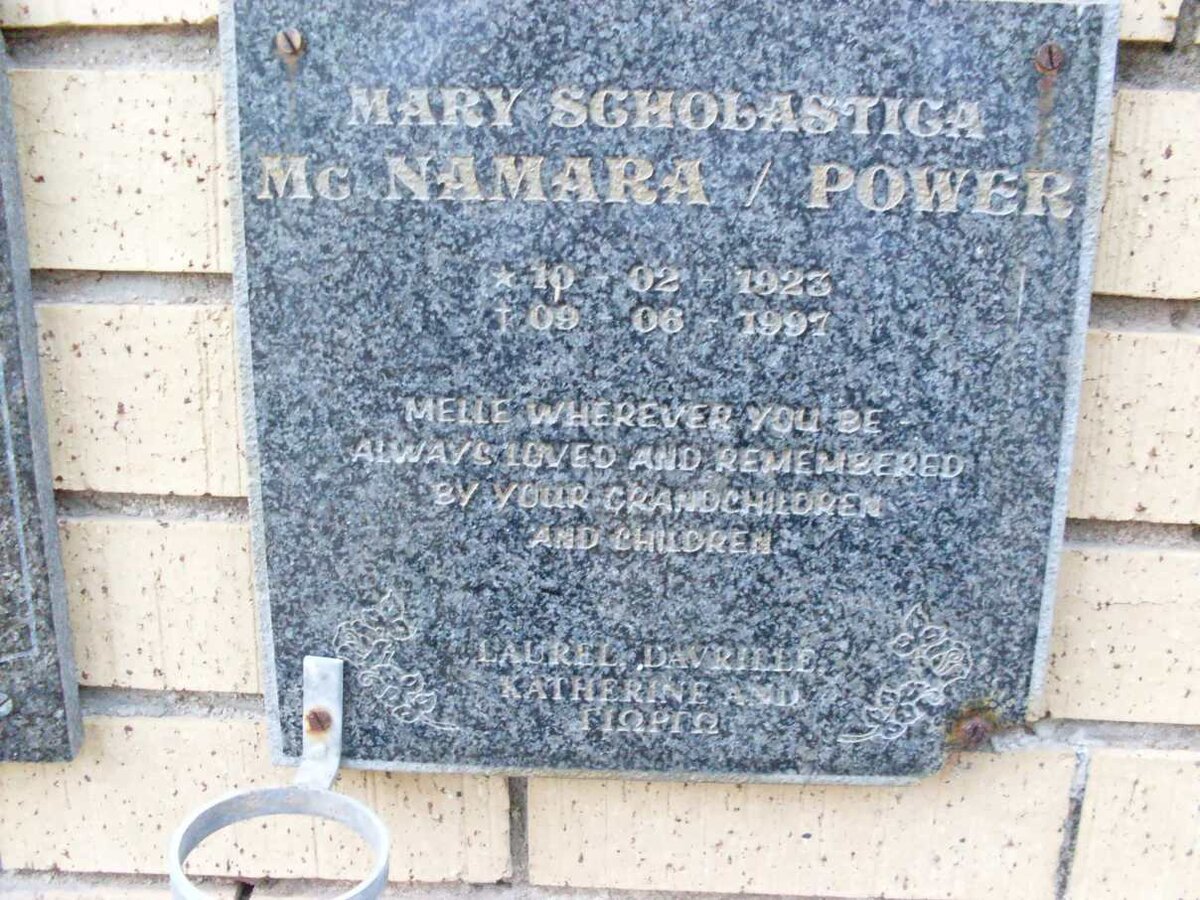 MARY SCHOLASTICA
Mc NAMARA / POWER
* 10 - 02 - 1923
† 09 - 06 - 1997
MELLE WHEREVER YOU BE -
ALWAYS LOVED AND REMEMBERED
BY YOUR GRANDCHILDREN
AND CHILDREN
LAUREL, DAVRILLE,
KATHERINE AND
ΓΙΩΡΓΩ